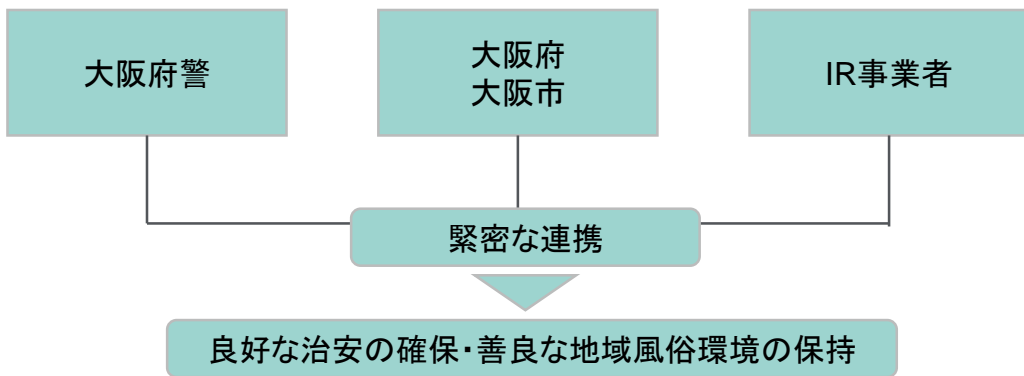 大阪府警
大阪府
大阪市
IR事業者
緊密な連携
良好な治安の確保・善良な地域風俗環境の保持